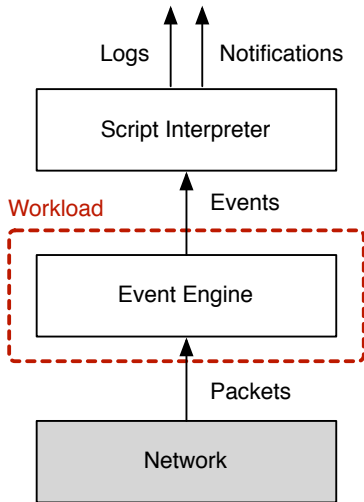 Logs
Notifications
Script Interpreter
Events
Workload
Event Engine
Packets
Network